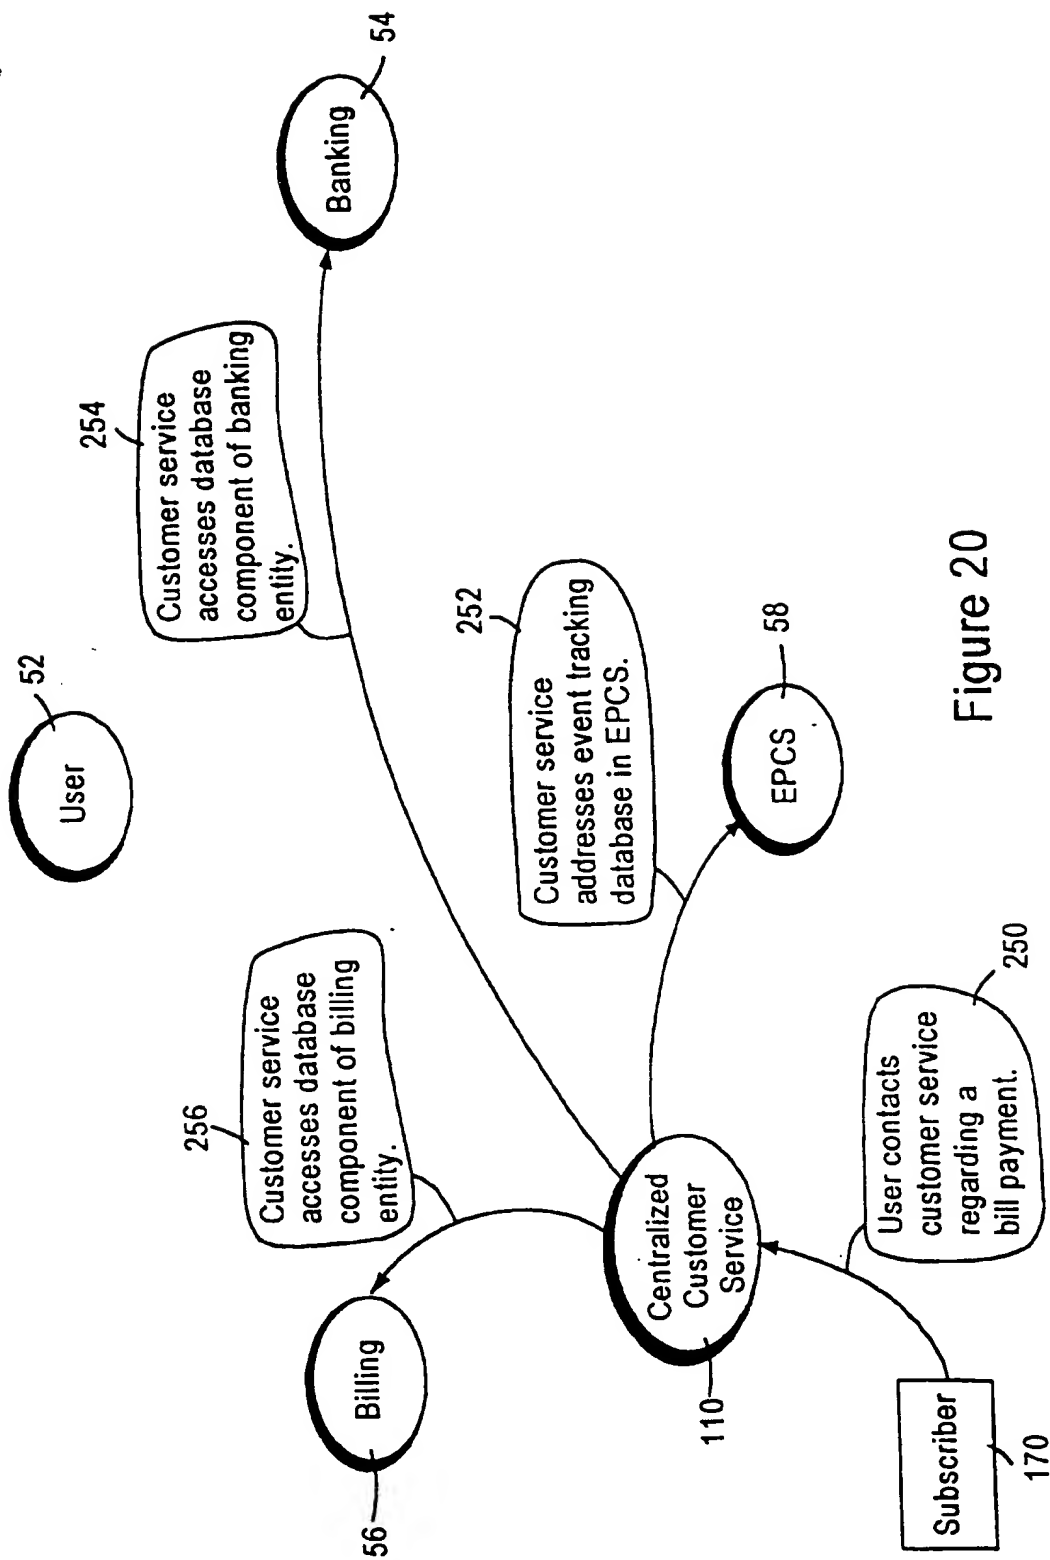 52
User
254
Customer service
accesses database
component of banking
entity.
54
Banking
256
Customer service
accesses database
component of billing
entity.
56
Billing
252
Customer service
addresses event tracking
database in EPCS.
58
EPCS
Centralized
Customer
Service
110
250
User contacts
customer service
regarding a
bill payment.
Subscriber
170
Figure 20